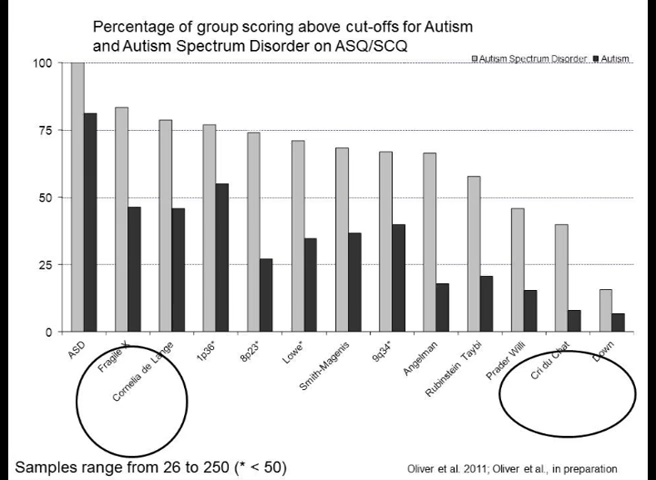 Percentage of group scoring above cut-offs for Autism
and Autism Spectrum Disorder on ASQ/SCQ
Autism Spectrum Disorder Autism
100
75
50
25
0
ASD
Fragile X
Cornelia de Lange
1p36*
8p23*
Lowe*
Smith-Magenis
9q34*
Angelman
Rubinstein Taybi
Prader Willi
Cri du Chat
Down
Samples range from 26 to 250 (* < 50)
Oliver et al. 2011; Oliver et al., in preparation